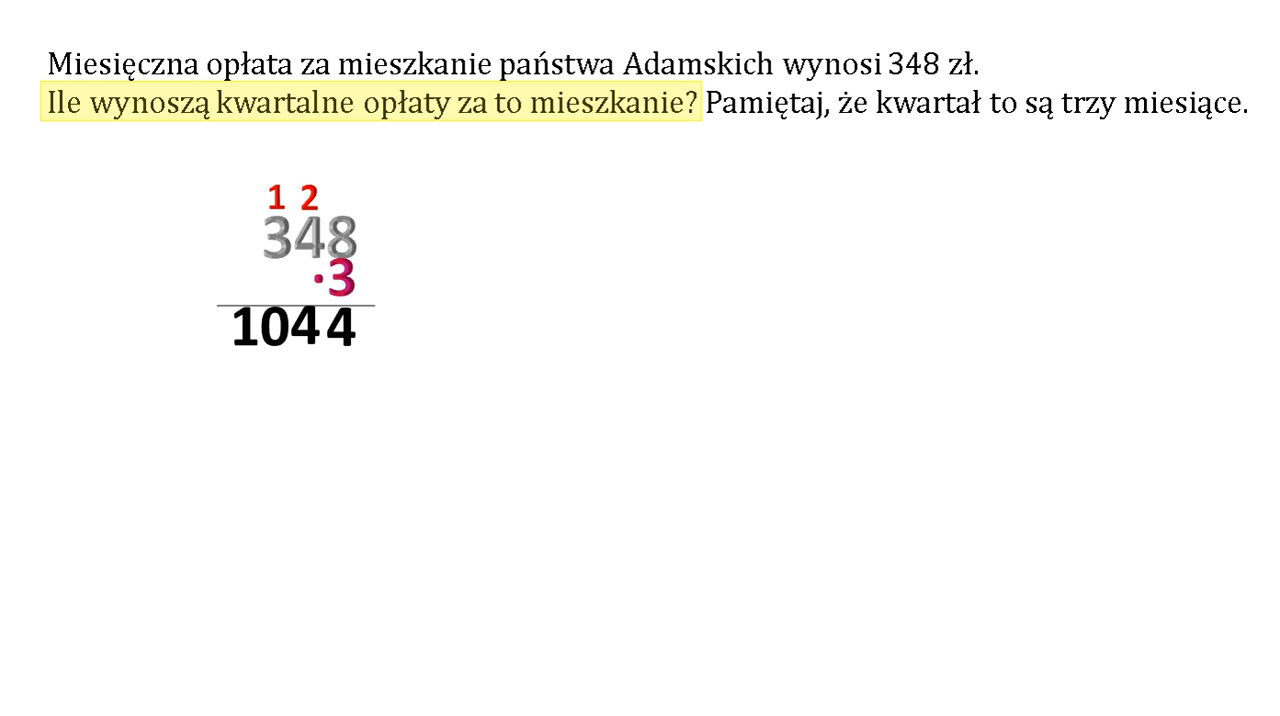 Miesięczna opłata za mieszkanie państwa Adamskich wynosi 348 zł.
Ile wynoszą kwartalne opłaty za to mieszkanie? Pamiętaj, że kwartał to są trzy miesiące.
1 2
348
·3
1044